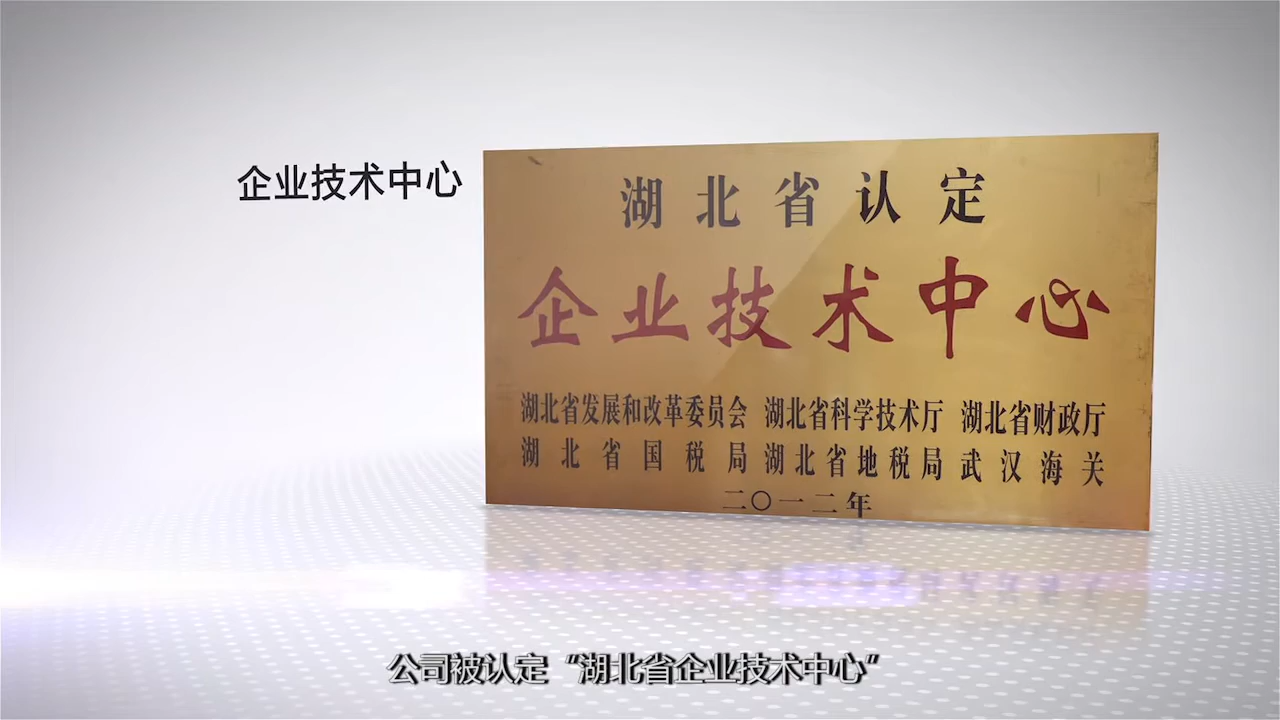 企业技术中心
湖北省认定
企业技术中心
湖北省发展和改革委员会 湖北省科学技术厅 湖北省财政厅
湖北省国税局 湖北省地税局 武汉海关
二〇一二年
公司被认定“湖北省企业技术中心”